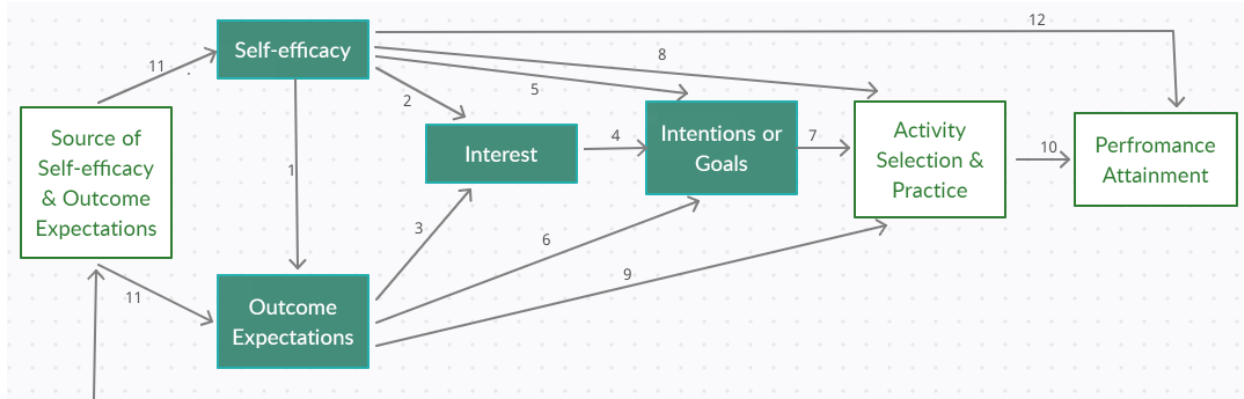 12
Self-efficacy
11
8
2
5
Source of
Self-efficacy
& Outcome
Expectations
1
Interest
4
Intentions or
Goals
7
Activity
Selection &
Practice
10
Perfromance
Attainment
3
6
9
11
Outcome
Expectations